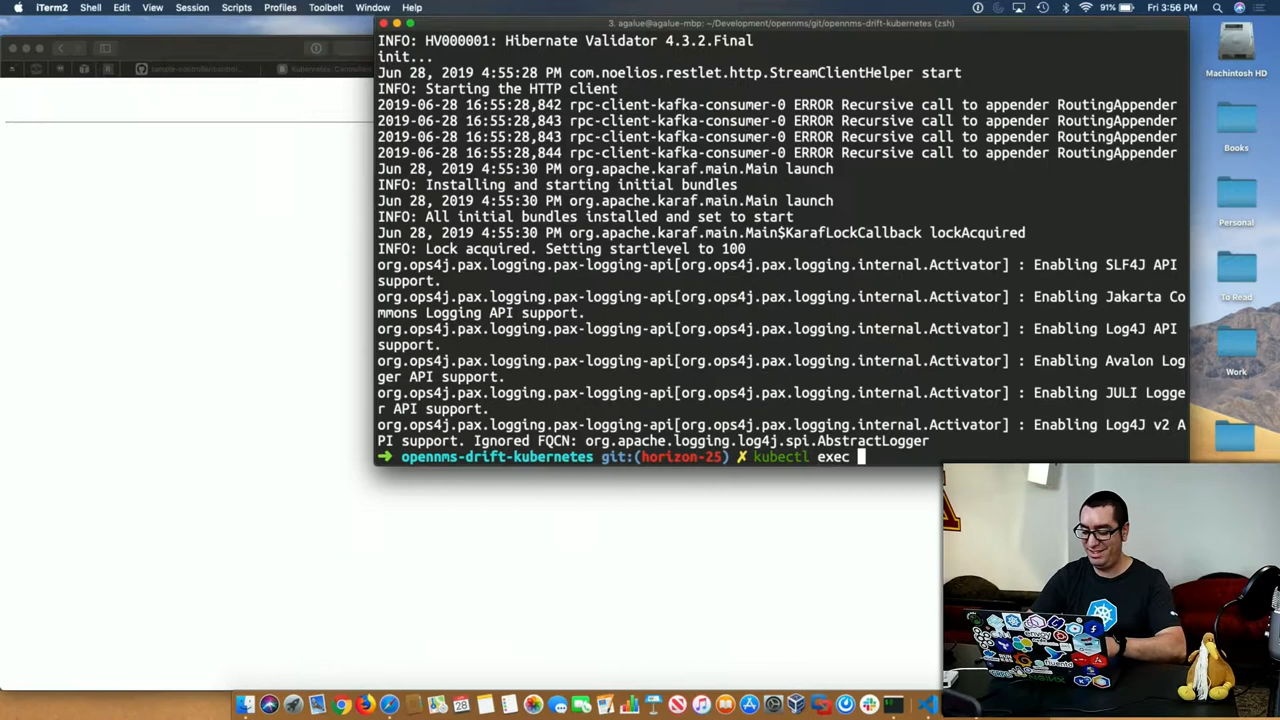 iTerm2 Shell Edit View Session Scripts Profiles Toolbelt Window Help 91% Fri 3:56 PM
3. agalue@agalue-mbp: ~/Development/opennms/git/opennms-drift-kubernetes (zsh)
INFO: HV000001: Hibernate Validator 4.3.2.Final
init...
Jun 28, 2019 4:55:28 PM com.noelios.restlet.http.StreamClientHelper start
INFO: Starting the HTTP client
2019-06-28 16:55:28,842 rpc-client-kafka-consumer-0 ERROR Recursive call to appender RoutingAppender
2019-06-28 16:55:28,843 rpc-client-kafka-consumer-0 ERROR Recursive call to appender RoutingAppender
2019-06-28 16:55:28,843 rpc-client-kafka-consumer-0 ERROR Recursive call to appender RoutingAppender
2019-06-28 16:55:28,844 rpc-client-kafka-consumer-0 ERROR Recursive call to appender RoutingAppender
Jun 28, 2019 4:55:30 PM org.apache.karaf.main.Main launch
INFO: Installing and starting initial bundles
Jun 28, 2019 4:55:30 PM org.apache.karaf.main.Main launch
INFO: All initial bundles installed and set to start
Jun 28, 2019 4:55:30 PM org.apache.karaf.main.Main$KarafLockCallback lockAcquired
INFO: Lock acquired. Setting startlevel to 100
org.ops4j.pax.logging.pax-logging-api[org.ops4j.pax.logging.internal.Activator] : Enabling SLF4J API
support.
org.ops4j.pax.logging.pax-logging-api[org.ops4j.pax.logging.internal.Activator] : Enabling Jakarta Co
mmons Logging API support.
org.ops4j.pax.logging.pax-logging-api[org.ops4j.pax.logging.internal.Activator] : Enabling Log4J API
support.
org.ops4j.pax.logging.pax-logging-api[org.ops4j.pax.logging.internal.Activator] : Enabling Avalon Log
ger API support.
org.ops4j.pax.logging.pax-logging-api[org.ops4j.pax.logging.internal.Activator] : Enabling JULI Logge
r API support.
org.ops4j.pax.logging.pax-logging-api[org.ops4j.pax.logging.internal.Activator] : Enabling Log4J v2 A
PI support. Ignored FQCN: org.apache.logging.log4j.spi.AbstractLogger
➜ opennms-drift-kubernetes git:(horizon-25) ✗ kubectl exec
Machintosh HD
Books
Personal
To Read
Work